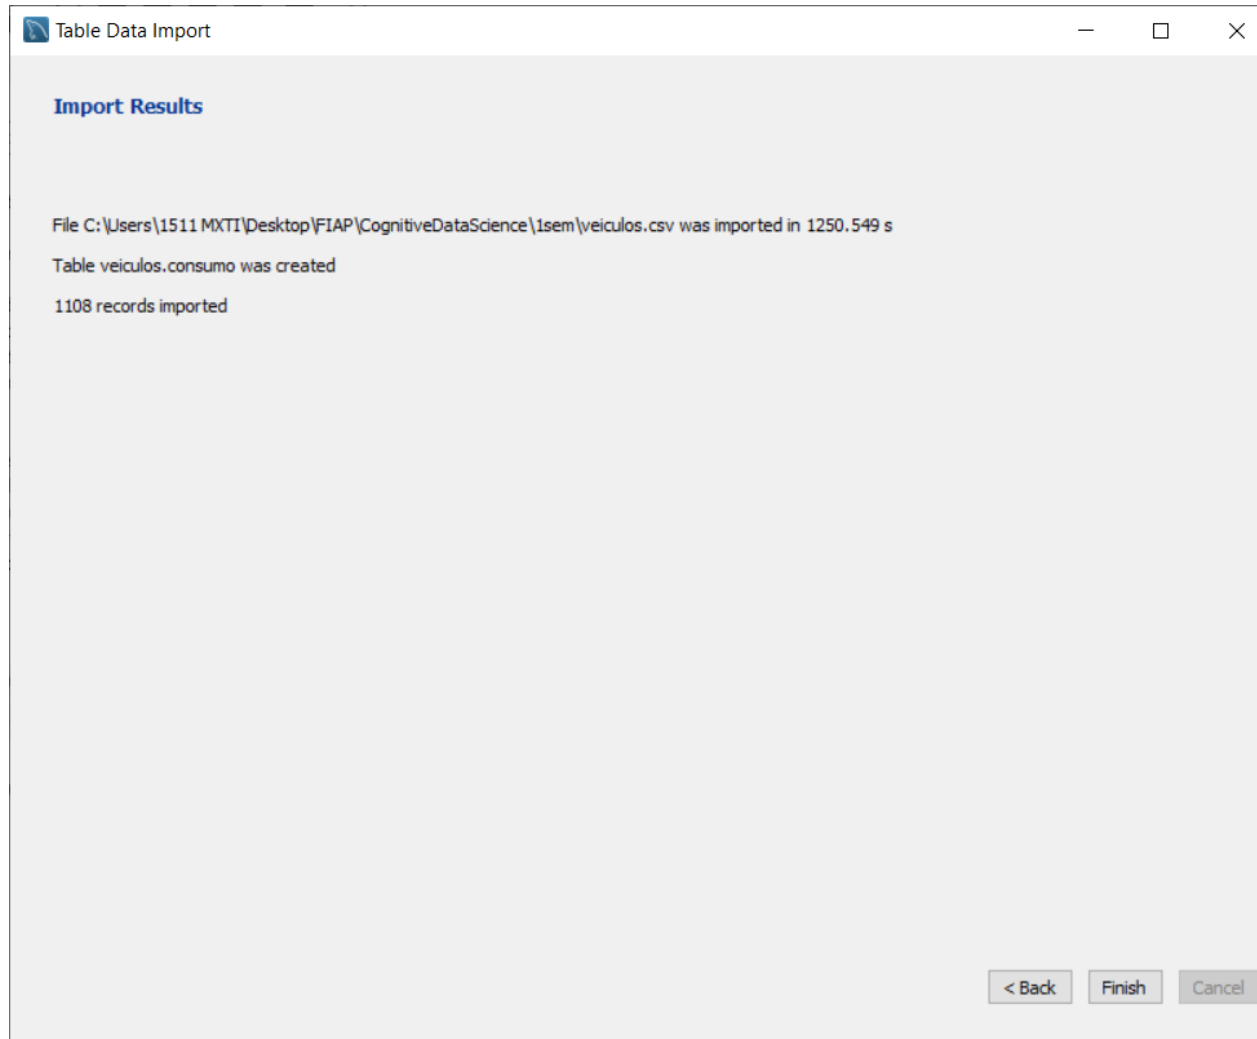 Table Data Import
Import Results
File C:\Users\1511 MXTI\Desktop\FIAP\CognitiveDataScience\1sem\veiculos.csv was imported in 1250.549 s
Table veiculos.consumo was created
1108 records imported
< Back Finish Cancel